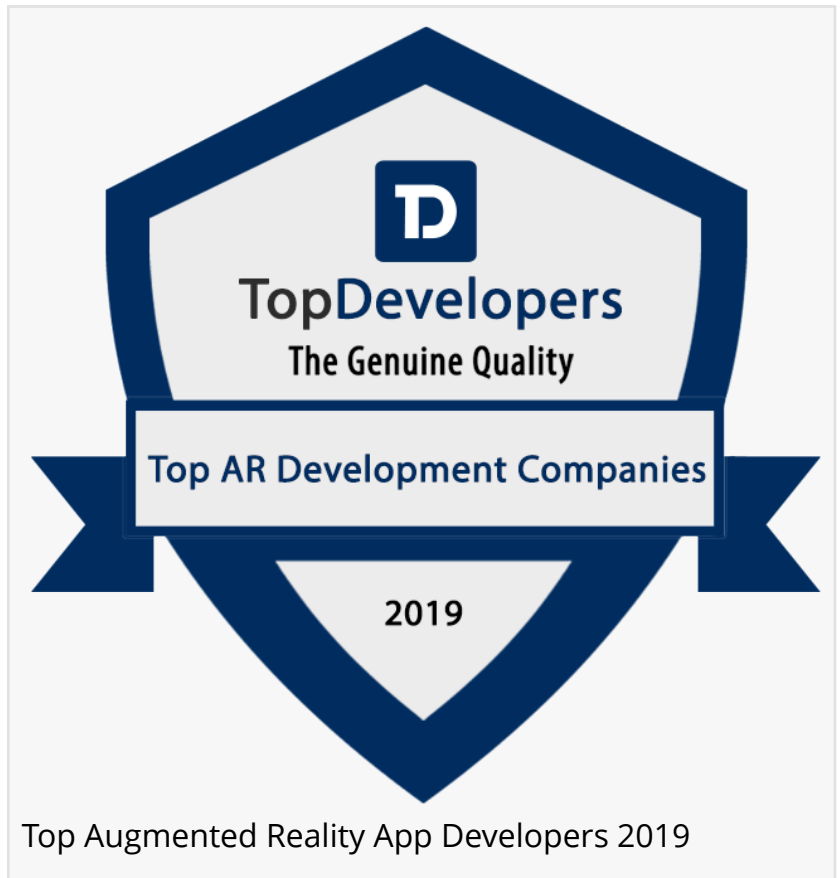 TD
TopDevelopers
The Genuine Quality
Top AR Development Companies
2019
Top Augmented Reality App Developers 2019